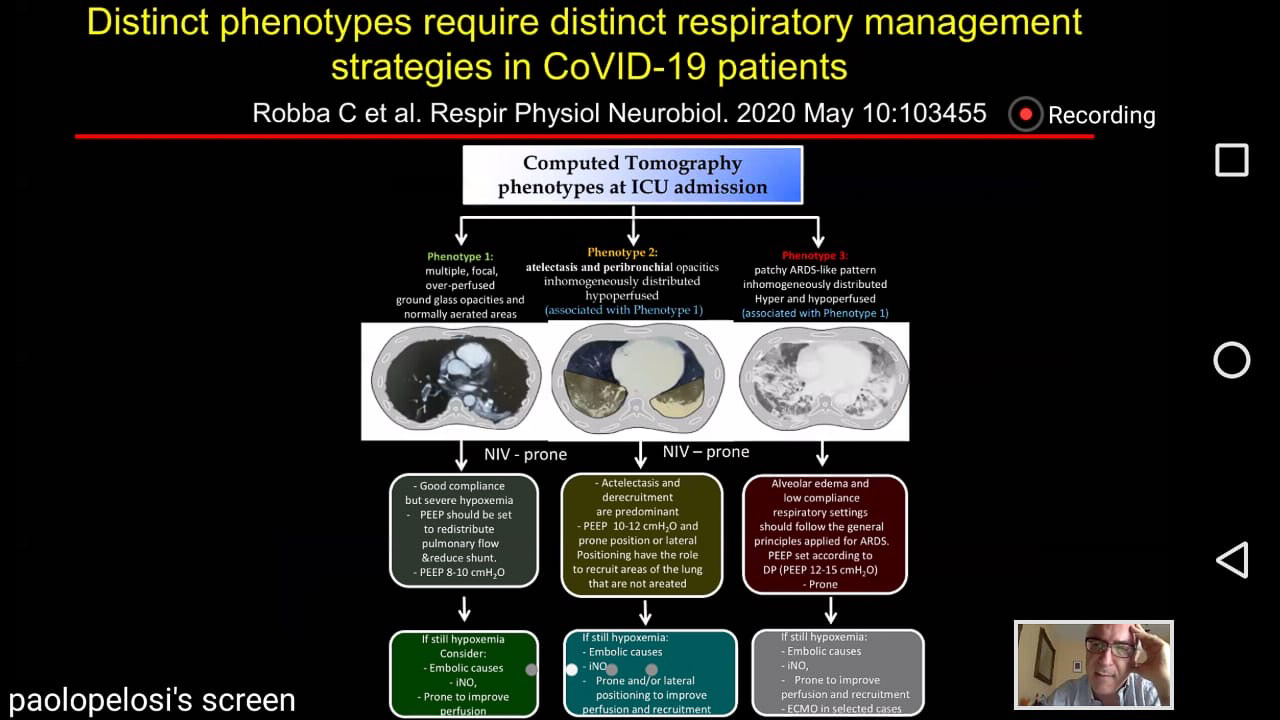 Distinct phenotypes require distinct respiratory management
strategies in CoVID-19 patients
Robba C et al. Respir Physiol Neurobiol. 2020 May 10:103455
Recording
Computed Tomography
phenotypes at ICU admission
Phenotype 1:
multiple, focal,
over-perfused
ground glass opacities and
normally aerated areas
Phenotype 2:
atelectasis and peribronchial opacities
inhomogeneously distributed
hypoperfused
(associated with Phenotype 1)
Phenotype 3:
patchy ARDS-like pattern
inhomogeneously distributed
Hyper and hypoperfused
(associated with Phenotype 1)
NIV - prone
NIV – prone
- Good compliance
but severe hypoxemia
- PEEP should be set
to redistribute
pulmonary flow
&reduce shunt.
- PEEP 8-10 cmH₂O
- Actelectasis and
derecruitment
are predominant
- PEEP 10-12 cmH₂O and
prone position or lateral
Positioning have the role
to recruit areas of the lung
that are not areated
Alveolar edema and
low compliance
respiratory settings
should follow the general
principles applied for ARDS.
PEEP set according to
DP (PEEP 12-15 cmH₂O)
- Prone
If still hypoxemia
Consider:
- Embolic causes
- iNO,
- Prone to improve
perfusion
If still hypoxemia:
- Embolic causes
- iNO,
- Prone and/or lateral
positioning to improve
perfusion and recruitment
If still hypoxemia:
- Embolic causes
- iNO,
- Prone to improve
perfusion and recruitment
- ECMO in selected cases
paolopelosi's screen